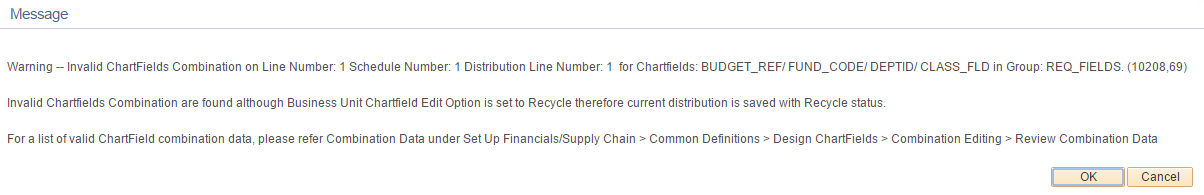 Message
Warning -- Invalid ChartFields Combination on Line Number: 1 Schedule Number: 1 Distribution Line Number: 1  for Chartfields: BUDGET_REF/ FUND_CODE/ DEPTID/ CLASS_FLD in Group: REQ_FIELDS. (10208,69)
Invalid Chartfields Combination are found although Business Unit Chartfield Edit Option is set to Recycle therefore current distribution is saved with Recycle status.
For a list of valid ChartField combination data, please refer Combination Data under Set Up Financials/Supply Chain > Common Definitions > Design ChartFields > Combination Editing > Review Combination Data
OK Cancel